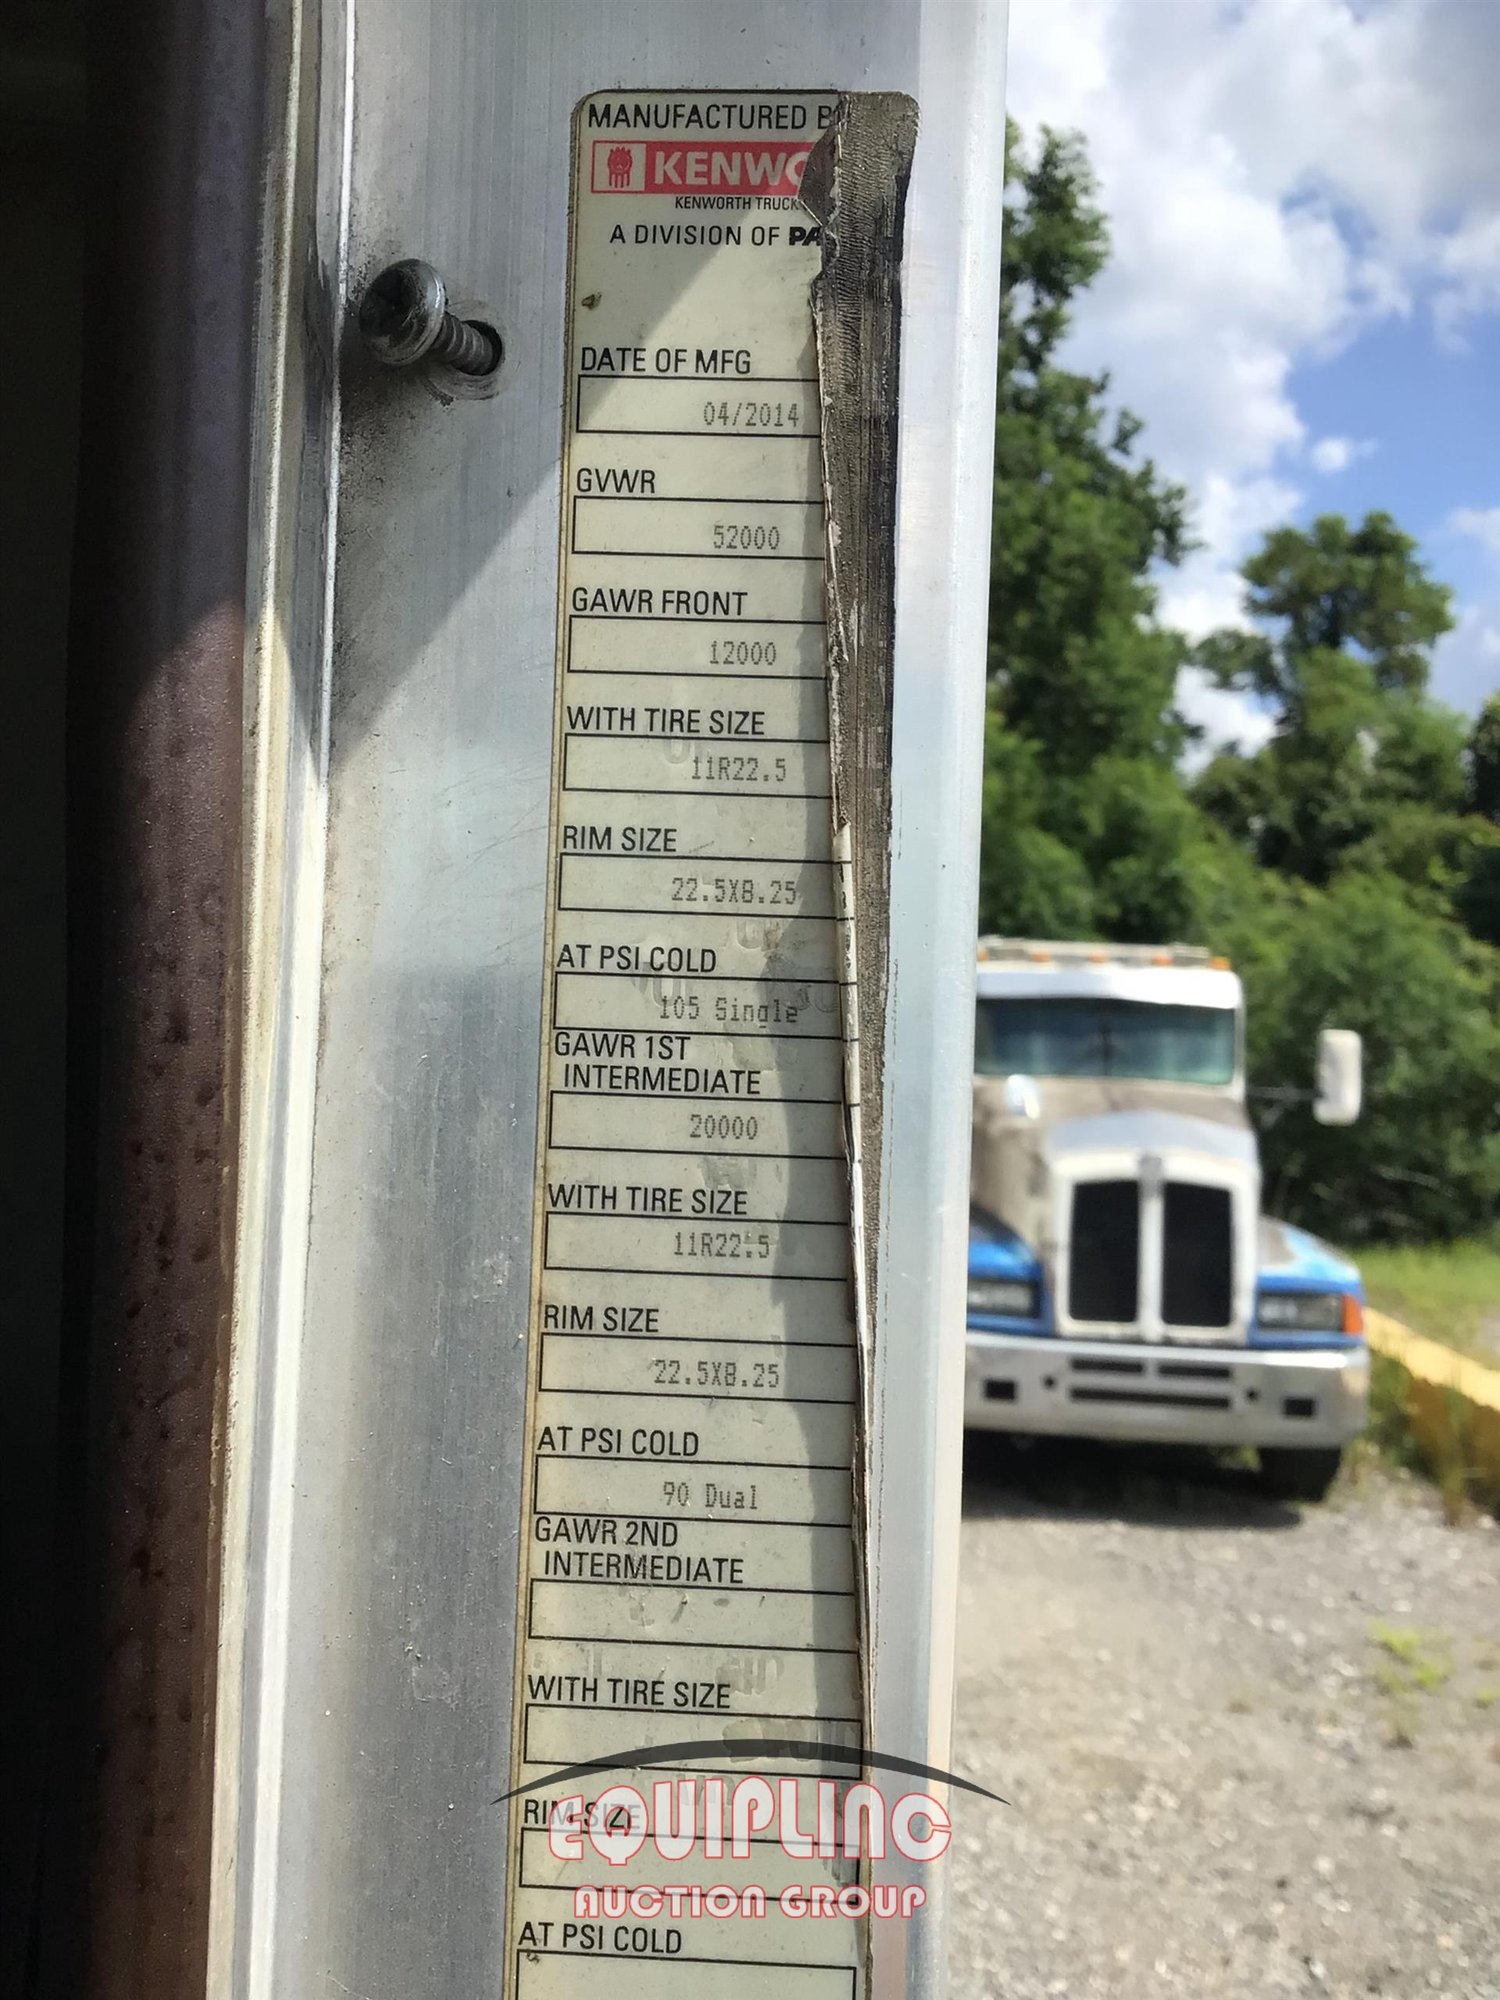 MANUFACTURED B
KENWO
KENWORTH TRUCK
A DIVISION OF PA
DATE OF MFG
04/2014
GVWR
52000
GAWR FRONT
12000
WITH TIRE SIZE
11R22.5
RIM SIZE
22.5X8.25
AT PSI COLD
105 Single
GAWR 1ST
INTERMEDIATE
20000
WITH TIRE SIZE
11R22.5
RIM SIZE
22.5X8.25
AT PSI COLD
90 Dual
GAWR 2ND
INTERMEDIATE
WITH TIRE SIZE
RIM SIZE
EQUIPLINC
AUCTION GROUP
AT PSI COLD